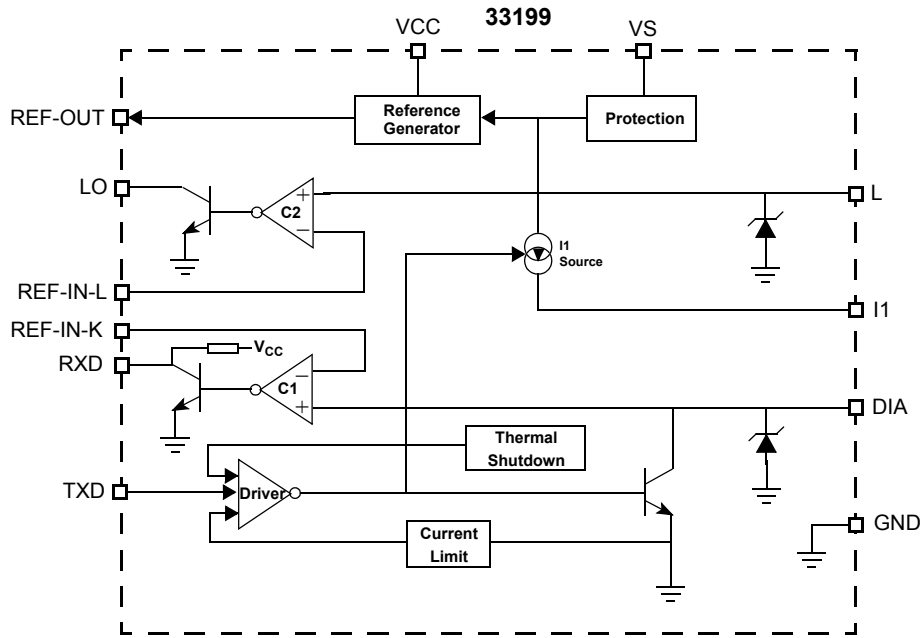 33199
VCC
VS
REF-OUT
Reference
Generator
Protection
LO
+
C2
−
L
I1
Source
REF-IN-L
I1
REF-IN-K
RXD
VCC
−
C1
+
DIA
Thermal
Shutdown
TXD
Driver
GND
Current
Limit